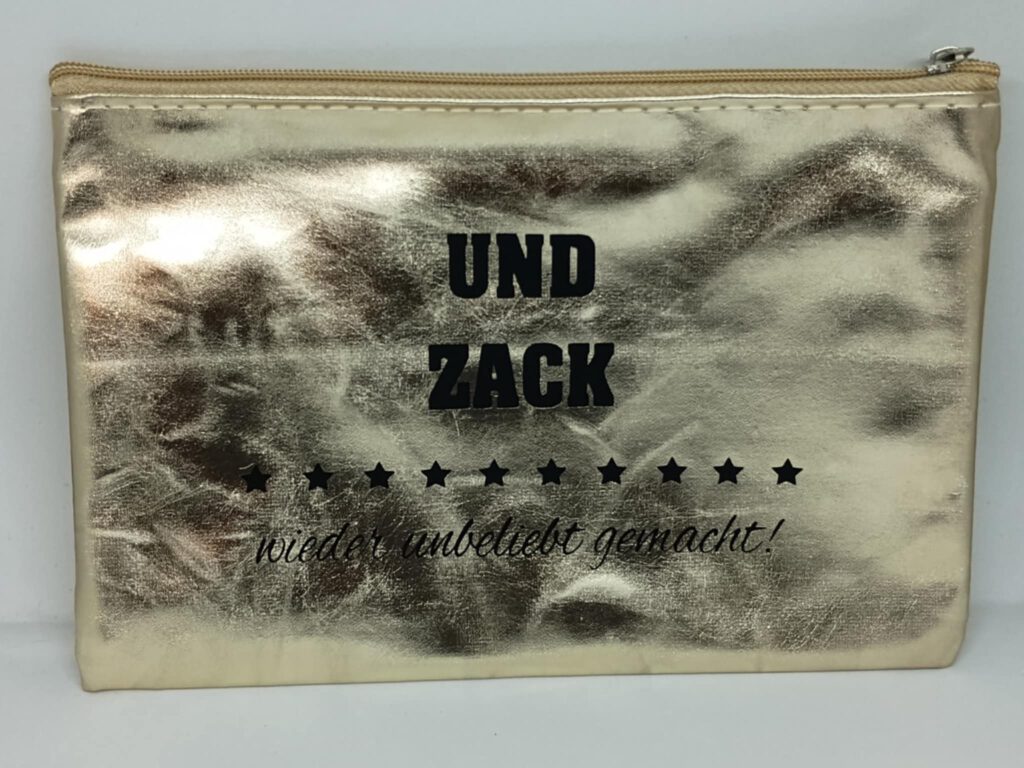 UND
ZACK
wieder unbeliebt gemacht!